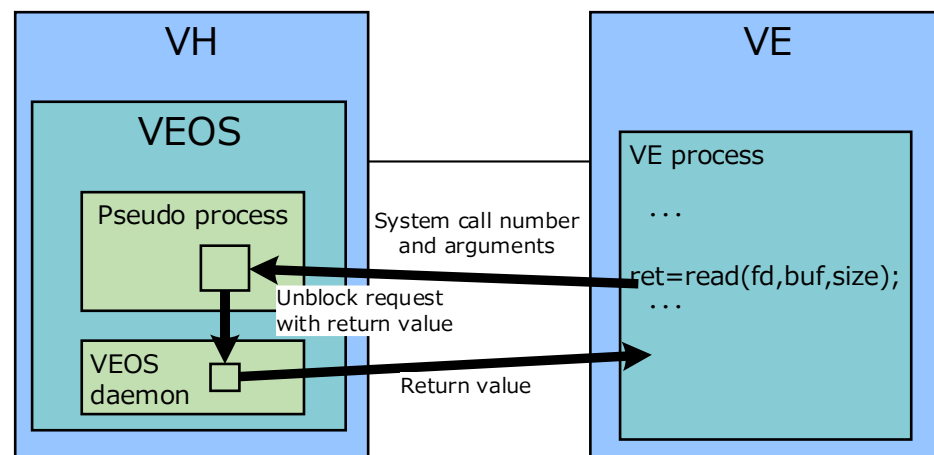 VH
VE
VEOS
VE process
...
Pseudo process
System call number
and arguments
ret=read(fd,buf,size);
...
Unblock request
with return value
VEOS
daemon
Return value